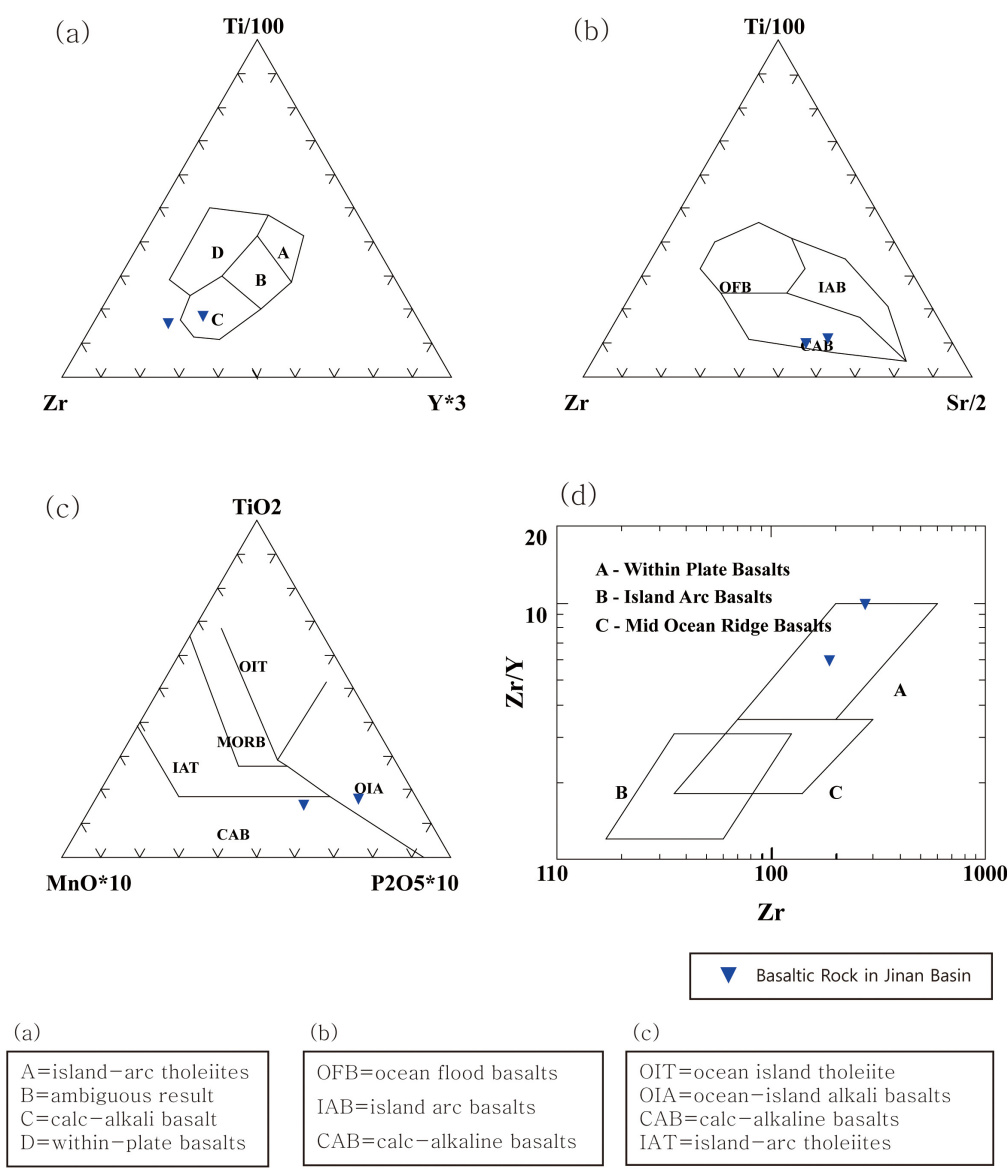 (a)
Ti/100
D
A
B
C
Zr
Y*3
(b)
Ti/100
OFB
IAB
CAB
Zr
Sr/2
(c)
TiO2
OIT
MORB
IAT
OIA
CAB
MnO*10
P2O5*10
(d)
20
A - Within Plate Basalts
B - Island Arc Basalts
C - Mid Ocean Ridge Basalts
10
Zr/Y
A
B
C
110
100
1000
Zr
Basaltic Rock in Jinan Basin
(a)
A=island-arc tholeiites
B=ambiguous result
C=calc-alkali basalt
D=within-plate basalts
(b)
OFB=ocean flood basalts
IAB=island arc basalts
CAB=calc-alkaline basalts
(c)
OIT=ocean island tholeiite
OIA=ocean-island alkali basalts
CAB=calc-alkaline basalts
IAT=island-arc tholeiites